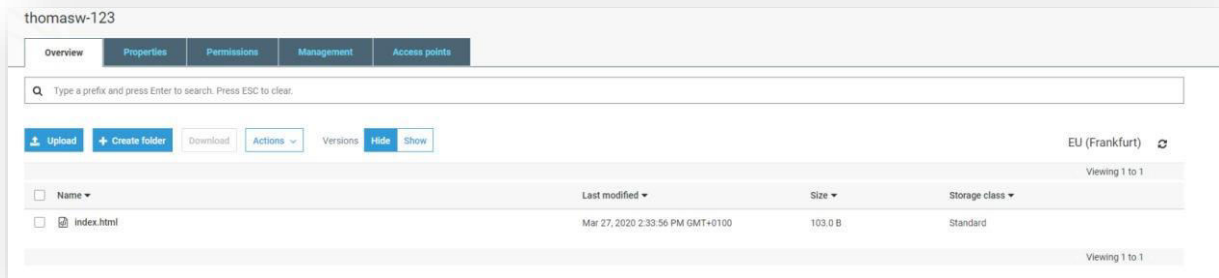 thomasw-123
Overview Properties Permissions Management Access points
Type a prefix and press Enter to search. Press ESC to clear.
Upload + Create folder Download Actions Versions Hide Show EU (Frankfurt)
Viewing 1 to 1
Name Last modified Size Storage class
index.html Mar 27, 2020 2:33:56 PM GMT+0100 103.0 B Standard
Viewing 1 to 1